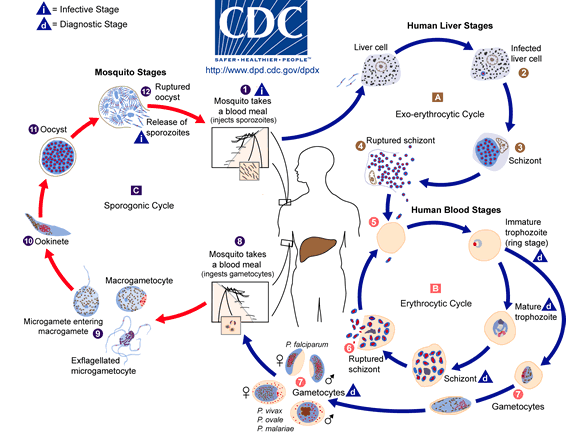 i = Infective Stage
d = Diagnostic Stage
CDC
SAFER • HEALTHIER • PEOPLE™
http://www.dpd.cdc.gov/dpdx
Human Liver Stages
Liver cell
Infected
liver cell
2
A
Exo-erythrocytic Cycle
3
Schizont
4
Ruptured schizont
Mosquito Stages
12 Ruptured
oocyst
11 Oocyst
Release of
sporozoites
i
1
i
Mosquito takes
a blood meal
(injects sporozoites)
C
Sporogonic Cycle
10 Ookinete
Macrogametocyte
Microgamete entering
macrogamete
9
Exflagellated
microgametocyte
8
Mosquito takes
a blood meal
(ingests gametocytes)
Human Blood Stages
5
Immature
trophozoite
(ring stage)
d
B
Erythrocytic Cycle
Mature
trophozoite
d
6
Ruptured
schizont
Schizont
d
7
Gametocytes
P. falciparum
♀
♂
7
Gametocytes
d
♀
♂
P. vivax
P. ovale
P. malariae